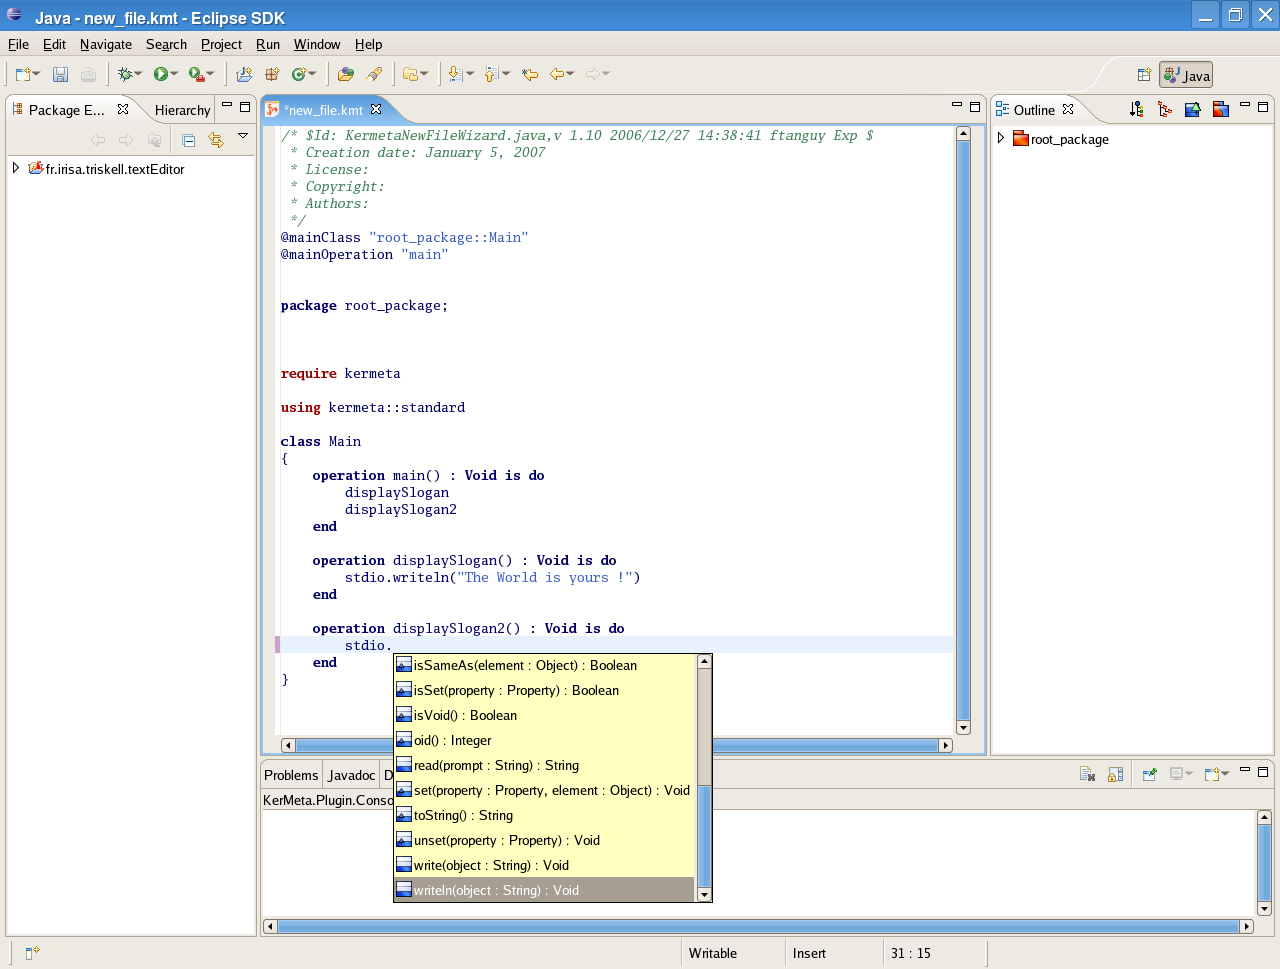 Java - new_file.kmt - Eclipse SDK
File Edit Navigate Search Project Run Window Help
Java
Package E...
Hierarchy
fr.irisa.triskell.textEditor
*new_file.kmt
/* $Id: KermetaNewFileWizard.java,v 1.10 2006/12/27 14:38:41 ftanguy Exp $
* Creation date: January 5, 2007
* License:
* Copyright:
* Authors:
*/
@mainClass "root_package::Main"
@mainOperation "main"
package root_package;
require kermeta
using kermeta::standard
class Main
{
operation main() : Void is do
displaySlogan
displaySlogan2
end
operation displaySlogan() : Void is do
stdio.writeln("The World is yours !")
end
operation displaySlogan2() : Void is do
stdio.
end
}
isSameAs(element : Object) : Boolean
isSet(property : Property) : Boolean
isVoid() : Boolean
oid() : Integer
read(prompt : String) : String
set(property : Property, element : Object) : Void
toString() : String
unset(property : Property) : Void
write(object : String) : Void
writeln(object : String) : Void
Outline
root_package
Problems Javadoc D
KerMeta.Plugin.Conso
Writable Insert 31 : 15